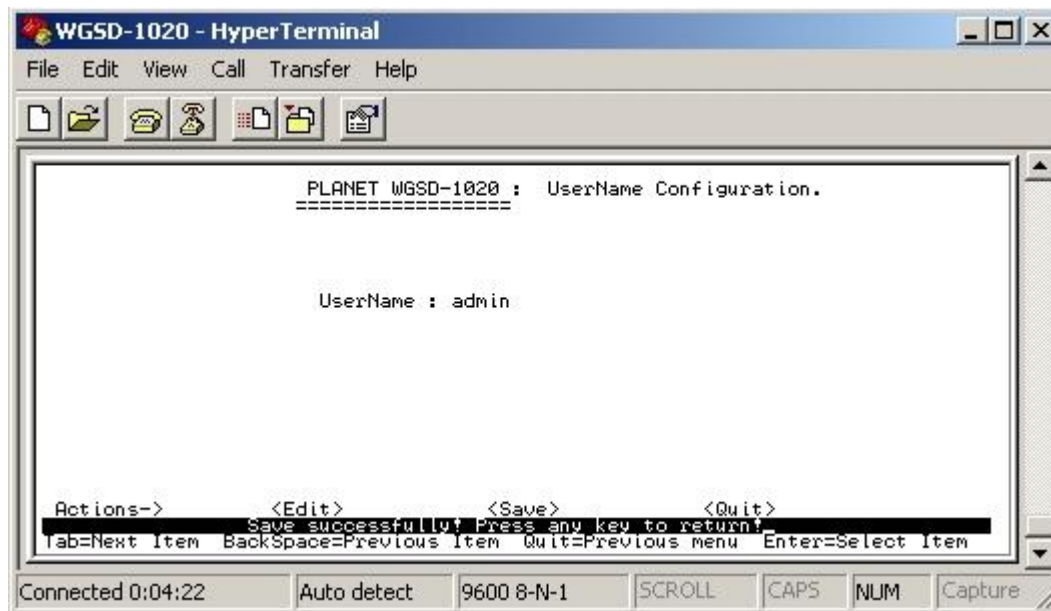 WGSD-1020 - HyperTerminal
File Edit View Call Transfer Help
PLANET WGSD-1020 : UserName Configuration.
==================
UserName : admin
Actions-> <Edit> <Save> <Quit>
Save successfully! Press any key to return!_
Tab=Next Item BackSpace=Previous Item Quit=Previous menu Enter=Select Item
Connected 0:04:22 Auto detect 9600 8-N-1 SCROLL CAPS NUM Capture